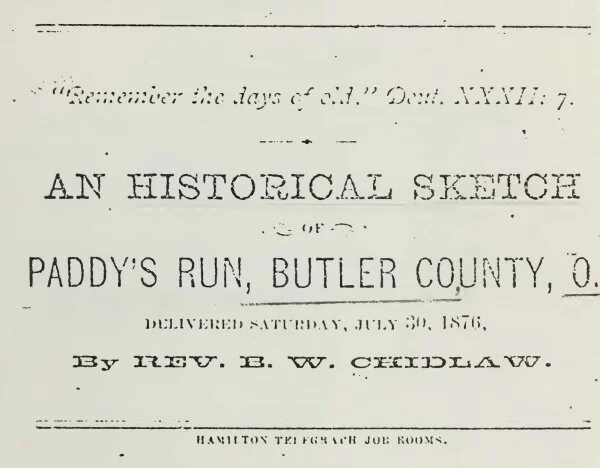 "Remember the days of old." Deut. XXXII: 7.
AN HISTORICAL SKETCH
OF
PADDY'S RUN, BUTLER COUNTY, O.
DELIVERED SATURDAY, JULY 30, 1876,
By REV. B. W. CHIDLAW.
HAMILTON TELEGRAPH JOB ROOMS.